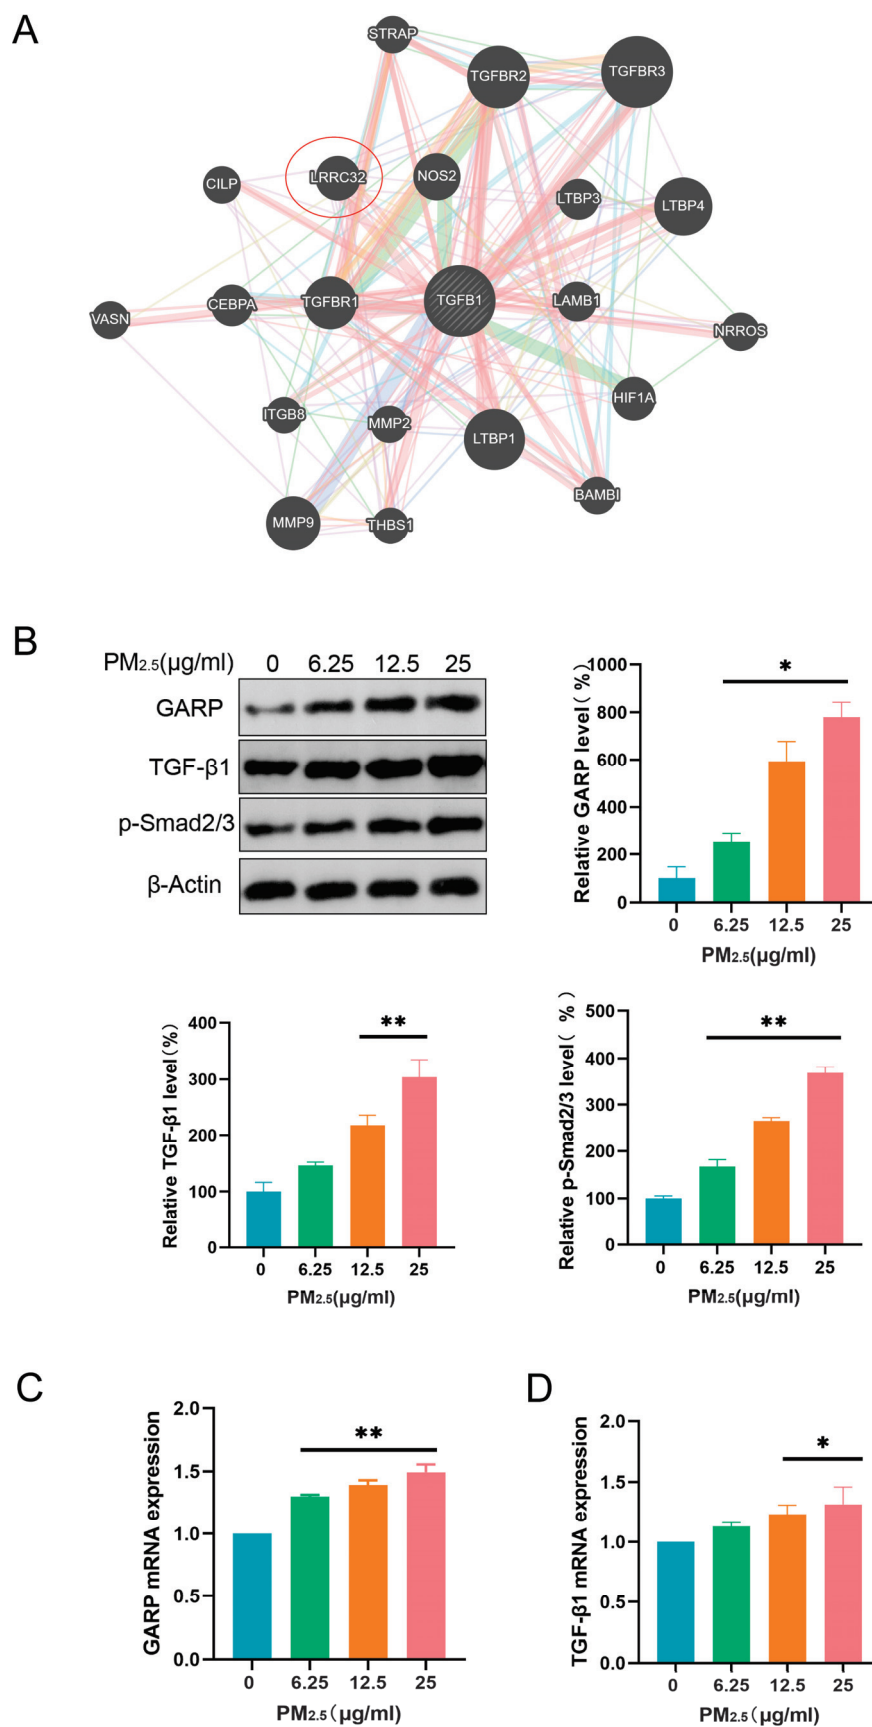 A
STRAP
TGFBR2
TGFBR3
LRRC32
NOS2
CILP
LTBP3
LTBP4
TGFB1
LAMB1
CEBPA
TGFBR1
VASN
NRROS
HIF1A
ITGB8
MMP2
LTBP1
BAMBI
MMP9
THBS1
B
PM2.5(μg/ml) 0 6.25 12.5 25
GARP
TGF-β1
p-Smad2/3
β-Actin
Relative GARP level( %)
1000
800
600
400
200
0
*
0 6.25 12.5 25
PM2.5(μg/ml)
Relative TGF-β1 level(%)
400
300
200
100
0
**
0 6.25 12.5 25
PM2.5(μg/ml)
Relative p-Smad2/3 level( %)
500
400
300
200
100
0
**
0 6.25 12.5 25
PM2.5(μg/ml)
C
GARP mRNA expression
2.0
1.5
1.0
0.5
0.0
**
0 6.25 12.5 25
PM2.5(μg/ml)
D
TGF-β1 mRNA expression
2.0
1.5
1.0
0.5
0.0
*
0 6.25 12.5 25
PM2.5(μg/ml)